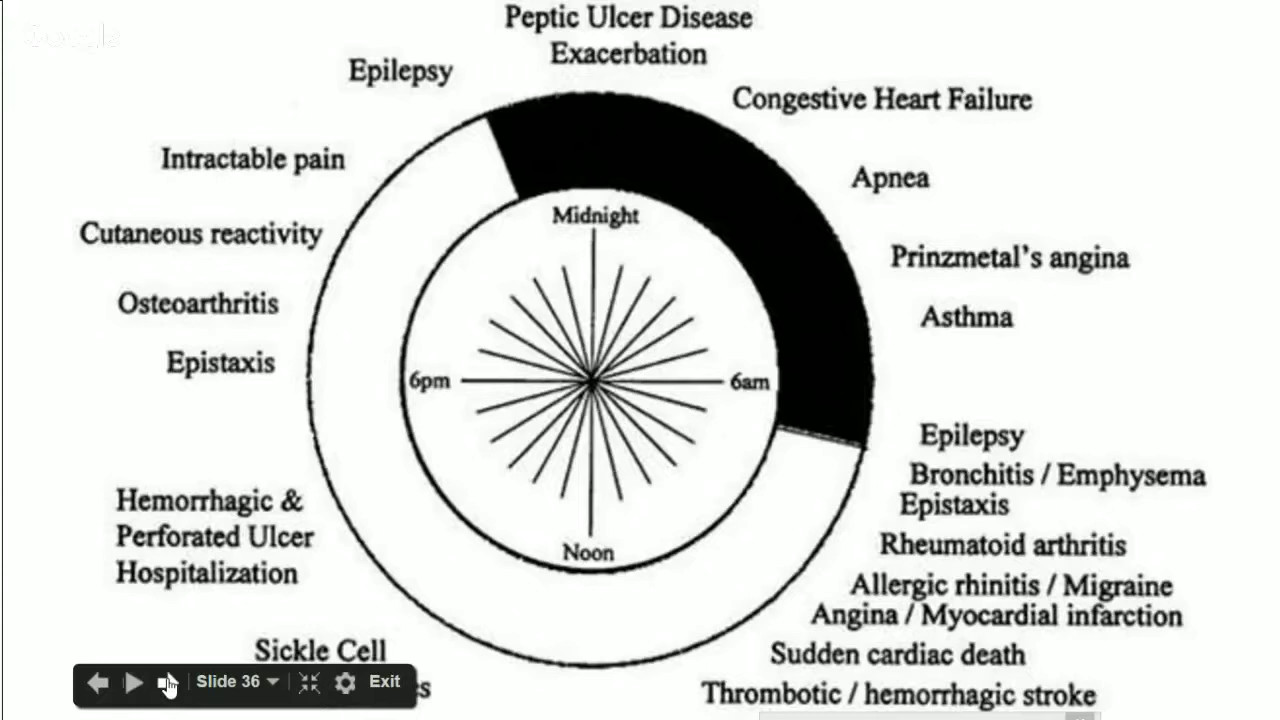 Google
Peptic Ulcer Disease
Exacerbation
Epilepsy
Congestive Heart Failure
Intractable pain
Apnea
Cutaneous reactivity
Midnight
Prinzmetal's angina
Osteoarthritis
Asthma
Epistaxis
6pm
6am
Epilepsy
Bronchitis / Emphysema
Epistaxis
Hemorrhagic &
Perforated Ulcer
Hospitalization
Noon
Rheumatoid arthritis
Allergic rhinitis / Migraine
Angina / Myocardial infarction
Sickle Cell
Sudden cardiac death
Thrombotic / hemorrhagic stroke
Slide 36
Exit